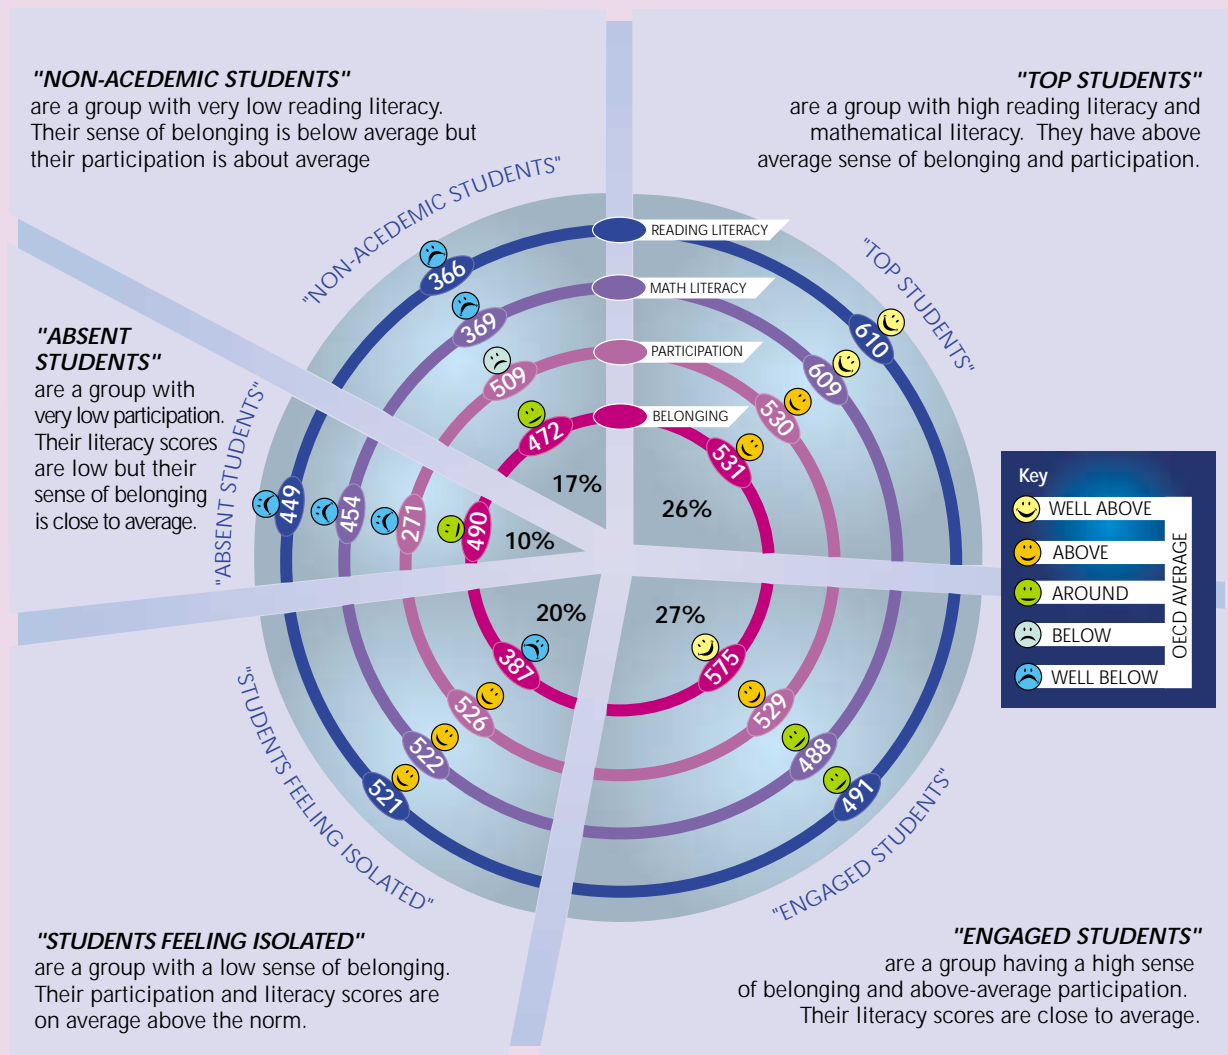 "NON-ACEDEMIC STUDENTS"
are a group with very low reading literacy.
Their sense of belonging is below average but
their participation is about average
"TOP STUDENTS"
are a group with high reading literacy and
mathematical literacy. They have above
average sense of belonging and participation.
"NON-ACEDEMIC STUDENTS"
"TOP STUDENTS"
READING LITERACY
MATH LITERACY
PARTICIPATION
BELONGING
366
369
509
472
17%
610
609
530
531
26%
"ABSENT
STUDENTS"
are a group with
very low participation.
Their literacy scores
are low but their
sense of belonging
is close to average.
"ABSENT STUDENTS"
449
454
271
490
10%
Key
WELL ABOVE
ABOVE
AROUND
BELOW
WELL BELOW
OECD AVERAGE
20%
387
526
522
521
"STUDENTS FEELING ISOLATED"
27%
575
529
488
491
"ENGAGED STUDENTS"
"STUDENTS FEELING ISOLATED"
are a group with a low sense of belonging.
Their participation and literacy scores are
on average above the norm.
"ENGAGED STUDENTS"
are a group having a high sense
of belonging and above-average participation.
Their literacy scores are close to average.